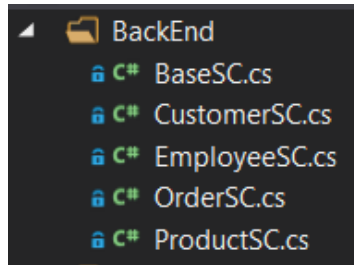 BackEnd
C# BaseSC.cs
C# CustomerSC.cs
C# EmployeeSC.cs
C# OrderSC.cs
C# ProductSC.cs